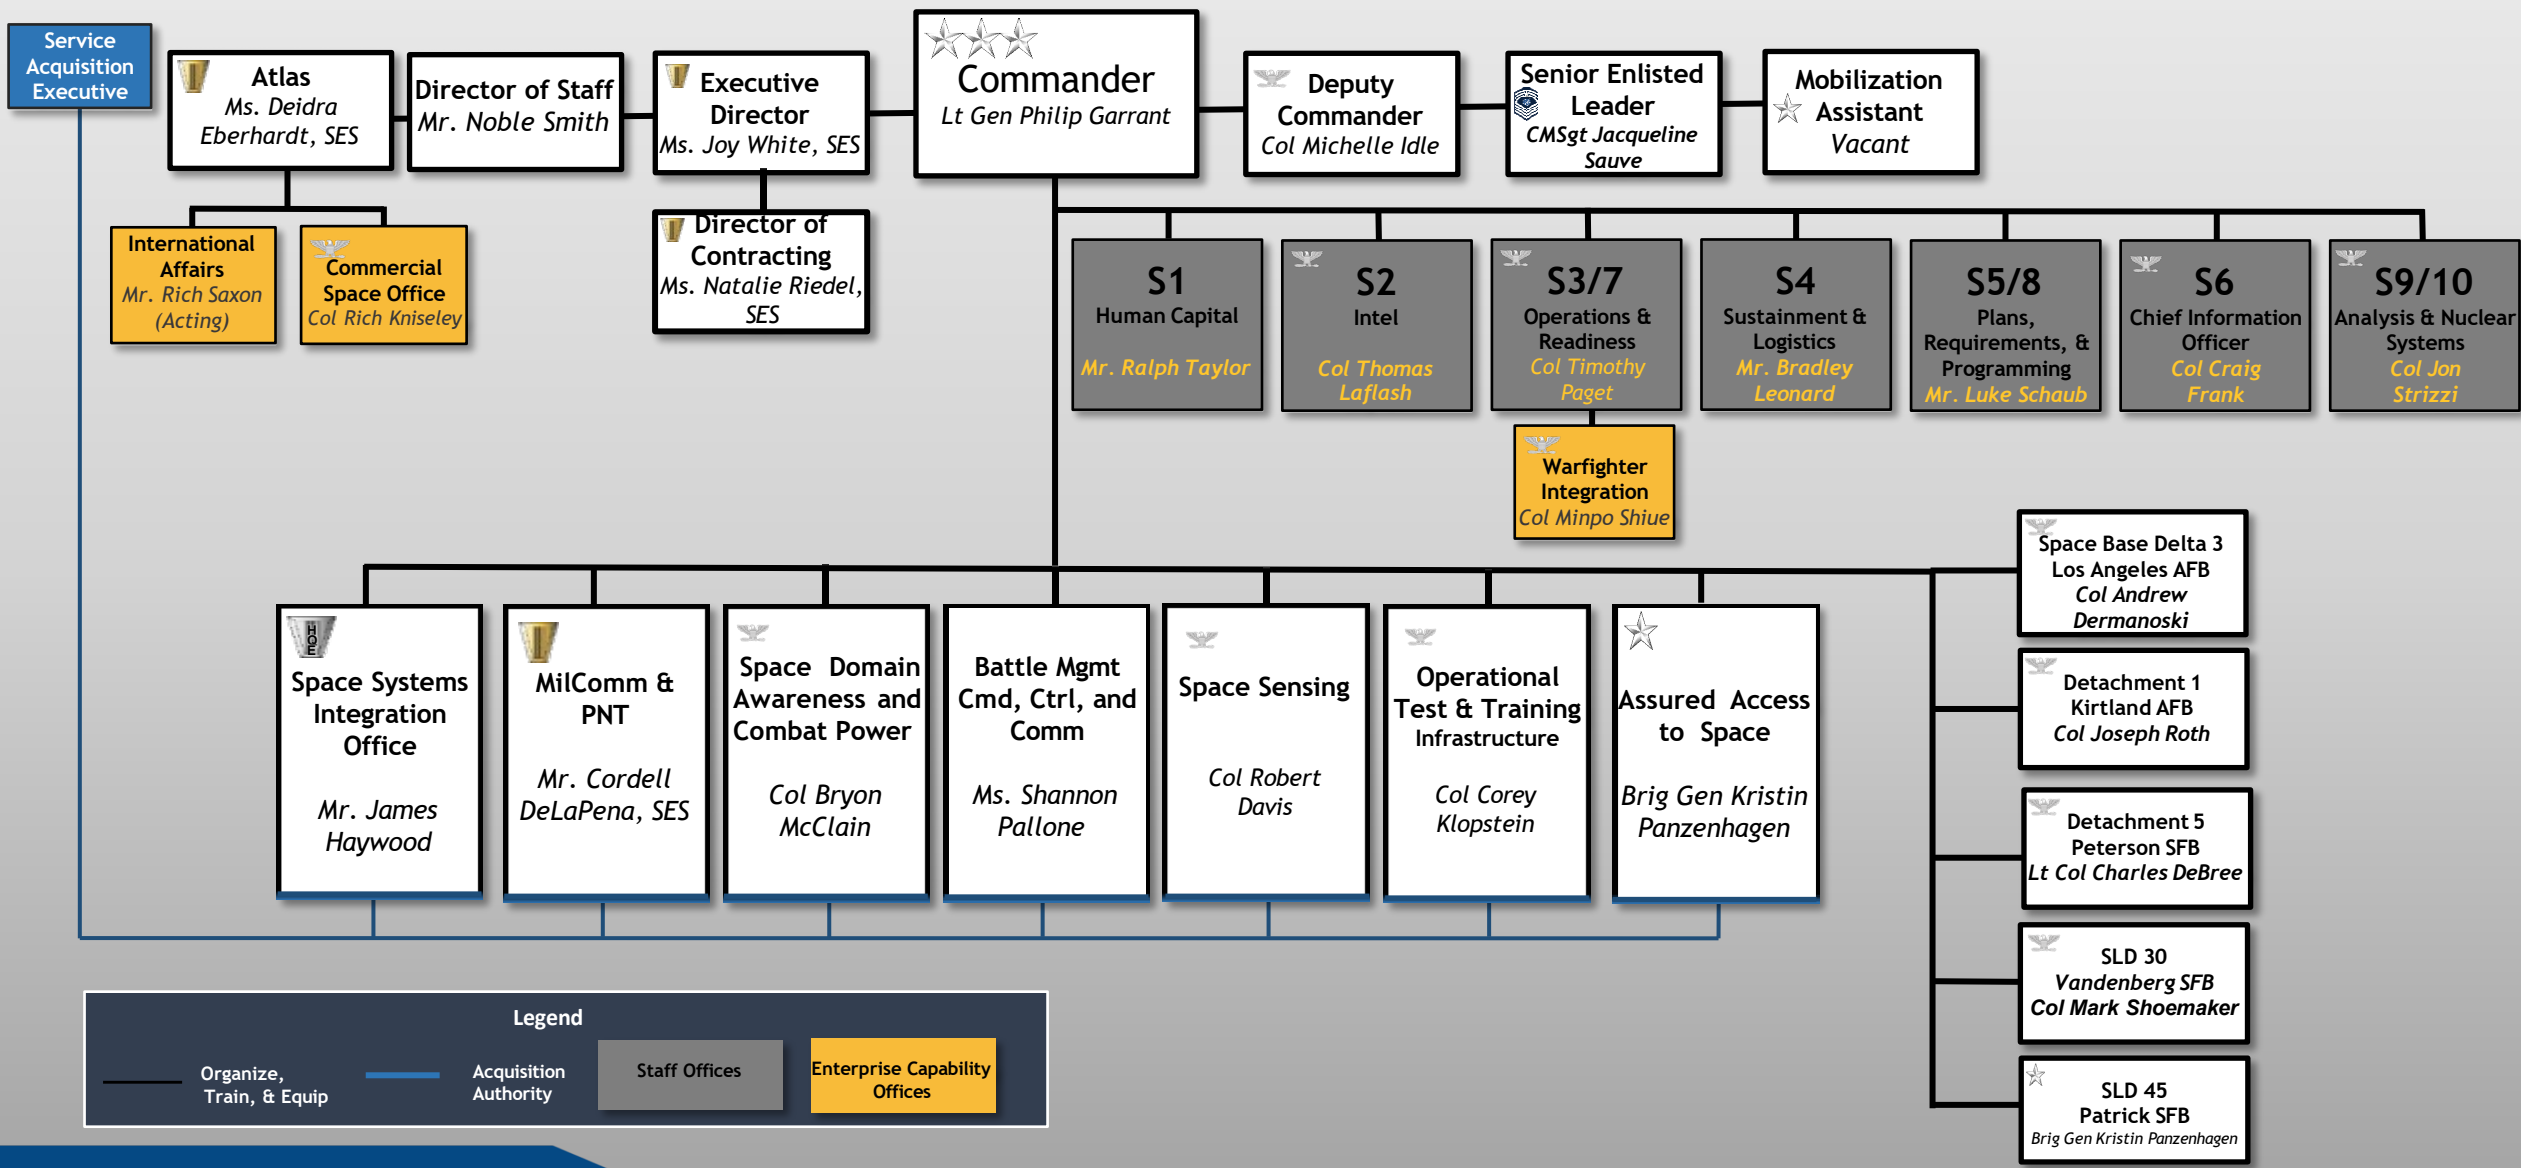 Service
Acquisition
Executive
Atlas
Ms. Deidra
Eberhardt, SES
Director of Staff
Mr. Noble Smith
Executive
Director
Ms. Joy White, SES
Commander
Lt Gen Philip Garrant
Deputy
Commander
Col Michelle Idle
Senior Enlisted
Leader
CMSgt Jacqueline
Sauve
Mobilization
Assistant
Vacant
International
Affairs
Mr. Rich Saxon
(Acting)
Commercial
Space Office
Col Rich Kniseley
Director of
Contracting
Ms. Natalie Riedel,
SES
S1
Human Capital
Mr. Ralph Taylor
S2
Intel
Col Thomas
Laflash
S3/7
Operations &
Readiness
Col Timothy
Paget
S4
Sustainment &
Logistics
Mr. Bradley
Leonard
S5/8
Plans,
Requirements, &
Programming
Mr. Luke Schaub
S6
Chief Information
Officer
Col Craig
Frank
S9/10
Analysis & Nuclear
Systems
Col Jon
Strizzi
Warfighter
Integration
Col Minpo Shiue
HQE
Space Systems
Integration
Office
Mr. James
Haywood
MilComm &
PNT
Mr. Cordell
DeLaPena, SES
Space Domain
Awareness and
Combat Power
Col Bryon
McClain
Battle Mgmt
Cmd, Ctrl, and
Comm
Ms. Shannon
Pallone
Space Sensing
Col Robert
Davis
Operational
Test & Training
Infrastructure
Col Corey
Klopstein
Assured Access
to Space
Brig Gen Kristin
Panzenhagen
Space Base Delta 3
Los Angeles AFB
Col Andrew
Dermanoski
Detachment 1
Kirtland AFB
Col Joseph Roth
Detachment 5
Peterson SFB
Lt Col Charles DeBree
SLD 30
Vandenberg SFB
Col Mark Shoemaker
SLD 45
Patrick SFB
Brig Gen Kristin Panzenhagen
Legend
Organize,
Train, & Equip
Acquisition
Authority
Staff Offices
Enterprise Capability
Offices